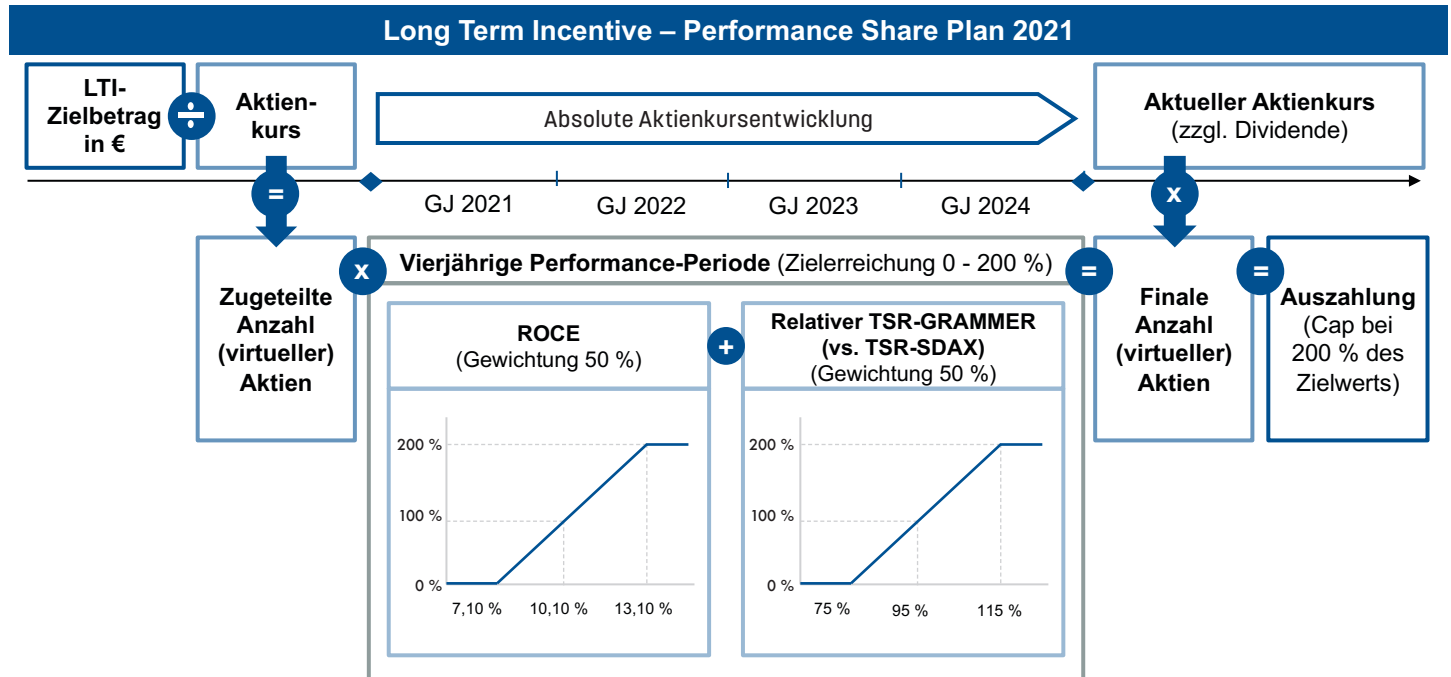 Long Term Incentive – Performance Share Plan 2021
LTI-
Zielbetrag
in €
÷
Aktien-
kurs
Absolute Aktienkursentwicklung
Aktueller Aktienkurs
(zzgl. Dividende)
=
x
GJ 2021
GJ 2022
GJ 2023
GJ 2024
Zugeteilte
Anzahl
(virtueller)
Aktien
x
Vierjährige Performance-Periode (Zielerreichung 0 - 200 %)
=
Finale
Anzahl
(virtueller)
Aktien
=
Auszahlung
(Cap bei
200 % des
Zielwerts)
ROCE
(Gewichtung 50 %)
+
Relativer TSR-GRAMMER
(vs. TSR-SDAX)
(Gewichtung 50 %)
200 %
100 %
0 %
7,10 %
10,10 %
13,10 %
200 %
100 %
0 %
75 %
95 %
115 %